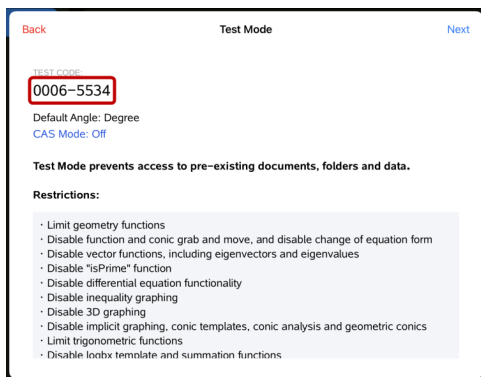 Back Test Mode Next
TEST CODE:
0006-5534
Default Angle: Degree
CAS Mode: Off
Test Mode prevents access to pre-existing documents, folders and data.
Restrictions:
· Limit geometry functions
· Disable function and conic grab and move, and disable change of equation form
· Disable vector functions, including eigenvectors and eigenvalues
· Disable "isPrime" function
· Disable differential equation functionality
· Disable inequality graphing
· Disable 3D graphing
· Disable implicit graphing, conic templates, conic analysis and geometric conics
· Limit trigonometric functions
· Disable logbx template and summation functions